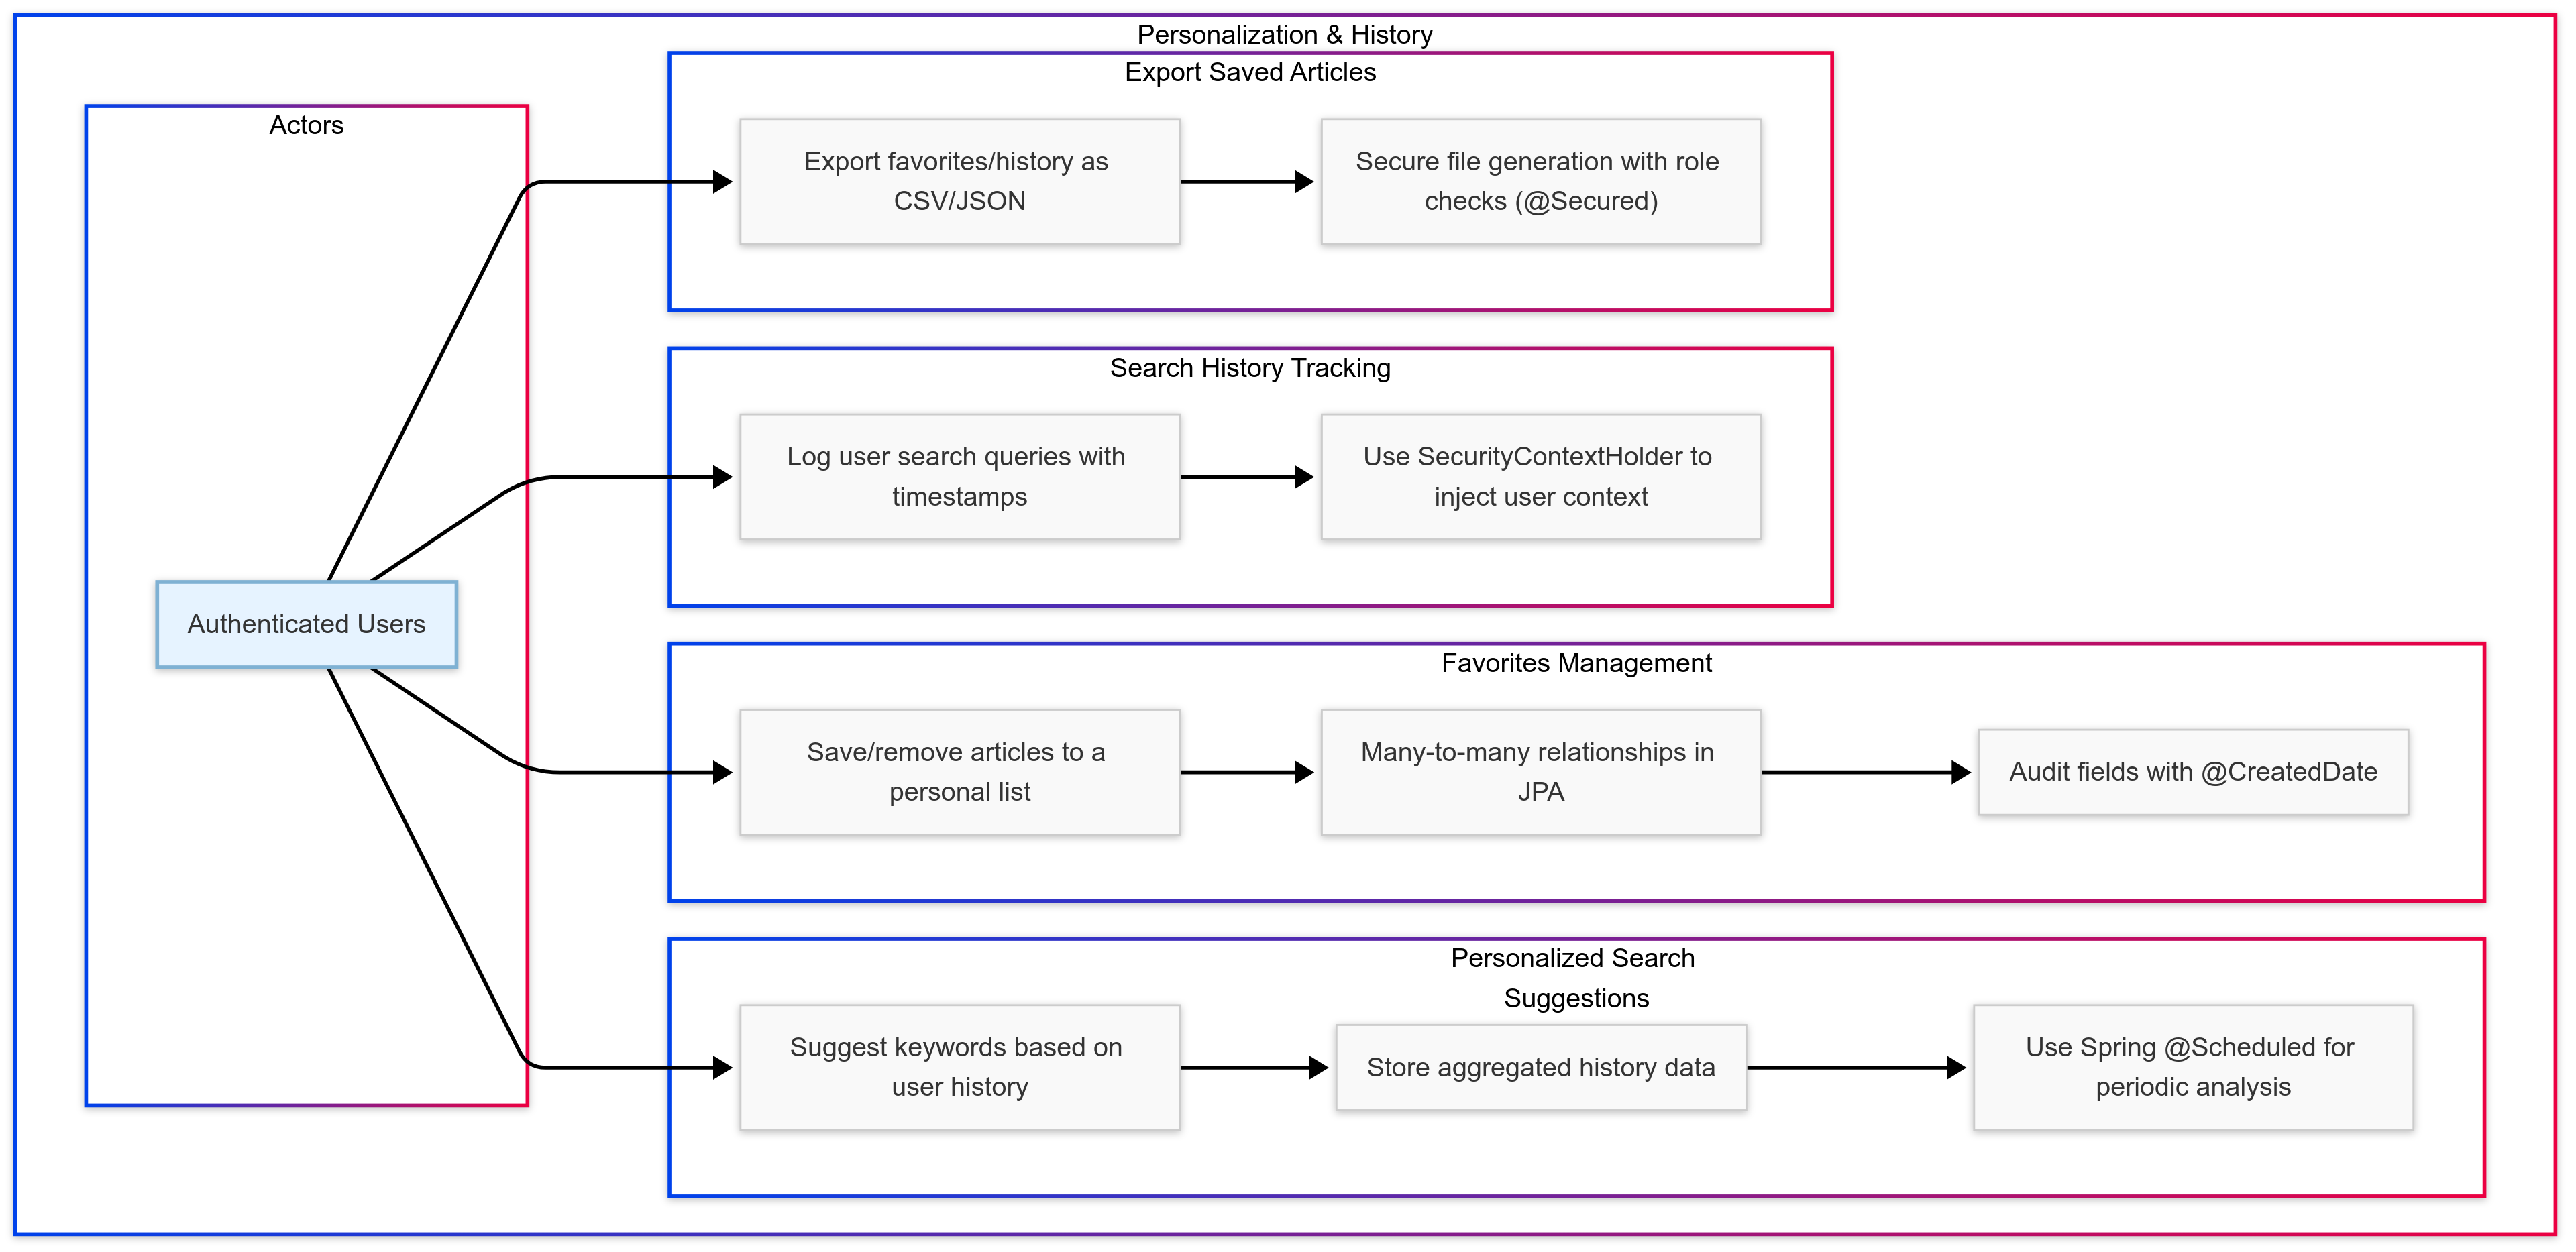 Personalization & History
Export Saved Articles
Actors
Export favorites/history as
CSV/JSON
Secure file generation with role
checks (@Secured)
Search History Tracking
Log user search queries with
timestamps
Use SecurityContextHolder to
inject user context
Authenticated Users
Favorites Management
Save/remove articles to a
personal list
Many-to-many relationships in
JPA
Audit fields with @CreatedDate
Personalized Search
Suggestions
Suggest keywords based on
user history
Store aggregated history data
Use Spring @Scheduled for
periodic analysis